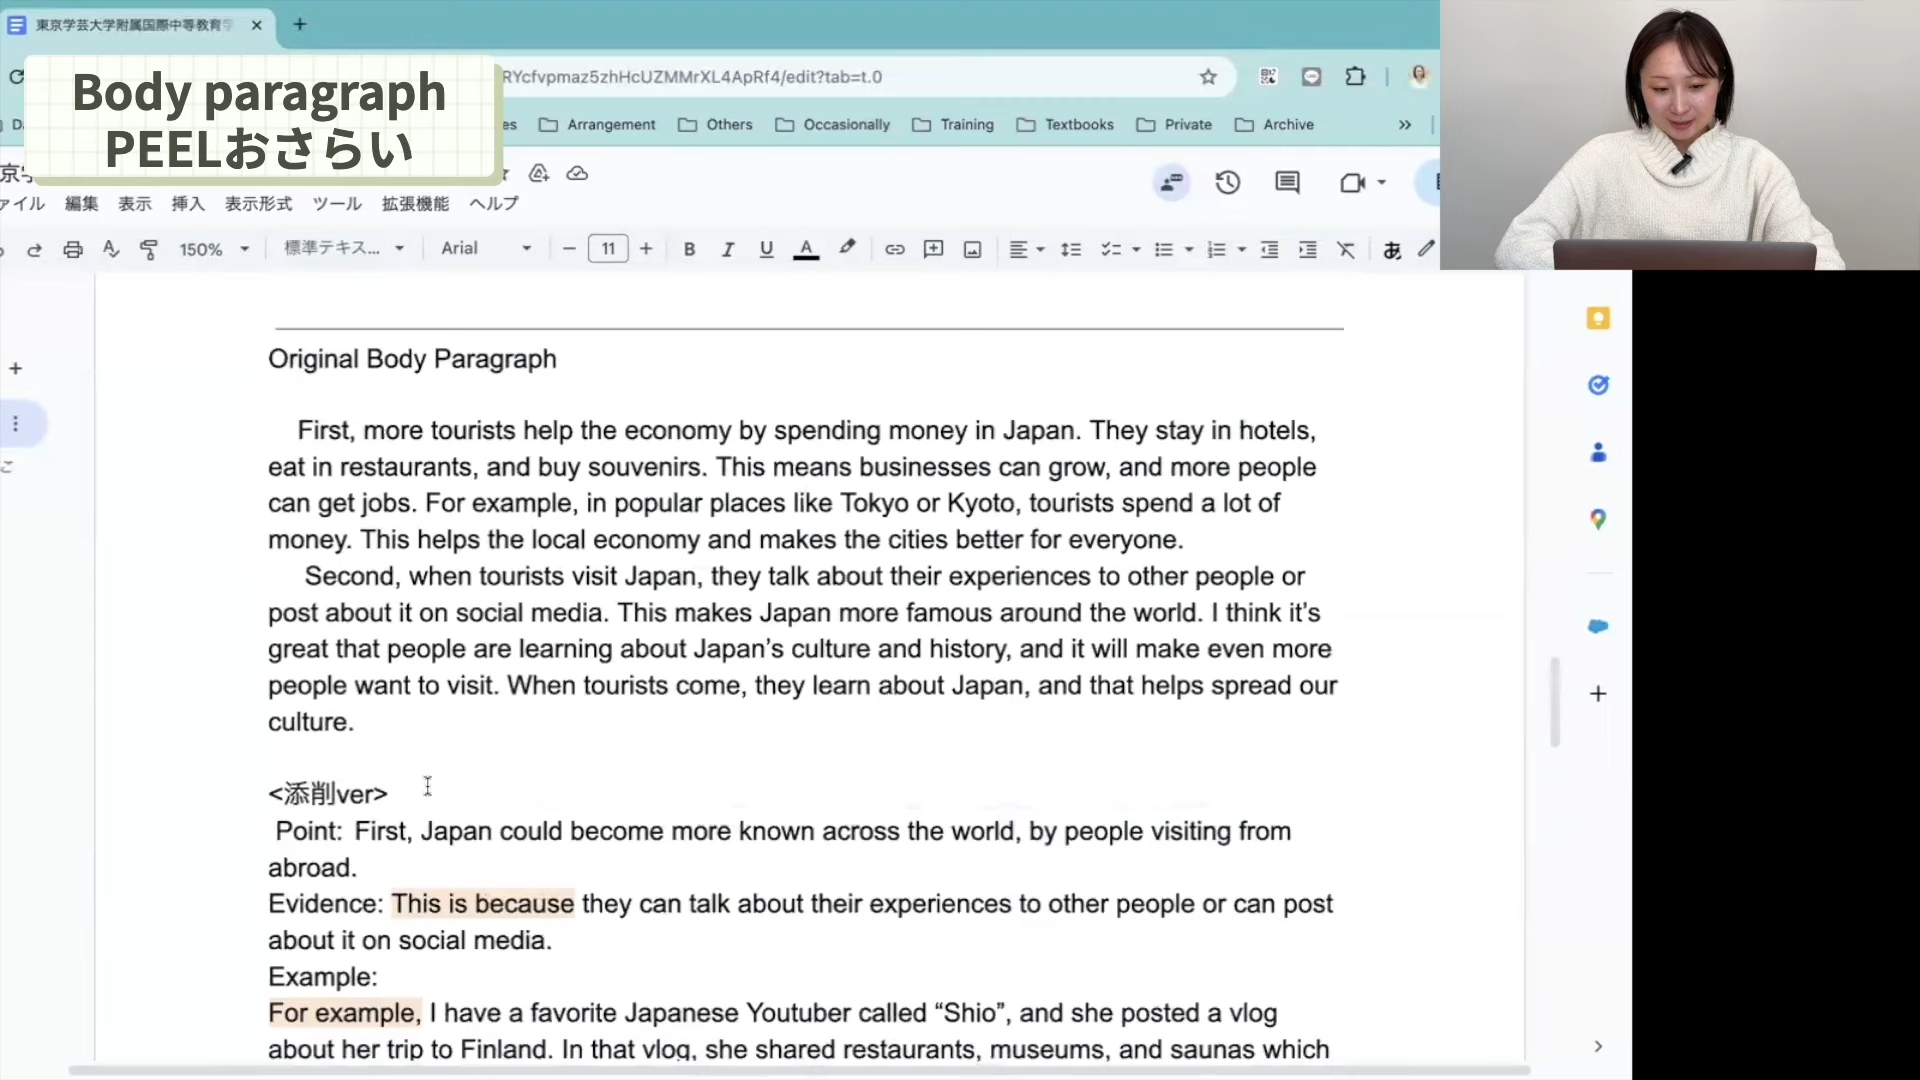 東京学芸大学附属国際中等教育学
Body paragraph
PEELおさらい
RYcfvpmaz5zhHcUZMMrXL4ApRf4/edit?tab=t.0
es Arrangement Others Occasionally Training Textbooks Private Archive »
ァイル 編集 表示 挿入 表示形式 ツール 拡張機能 ヘルプ
150% 標準テキス... Arial 11 B I U A
Original Body Paragraph
First, more tourists help the economy by spending money in Japan. They stay in hotels,
eat in restaurants, and buy souvenirs. This means businesses can grow, and more people
can get jobs. For example, in popular places like Tokyo or Kyoto, tourists spend a lot of
money. This helps the local economy and makes the cities better for everyone.
Second, when tourists visit Japan, they talk about their experiences to other people or
post about it on social media. This makes Japan more famous around the world. I think it’s
great that people are learning about Japan’s culture and history, and it will make even more
people want to visit. When tourists come, they learn about Japan, and that helps spread our
culture.
<添削ver>
Point: First, Japan could become more known across the world, by people visiting from
abroad.
Evidence: This is because they can talk about their experiences to other people or can post
about it on social media.
Example:
For example, I have a favorite Japanese Youtuber called “Shio”, and she posted a vlog
about her trip to Finland. In that vlog, she shared restaurants, museums, and saunas which